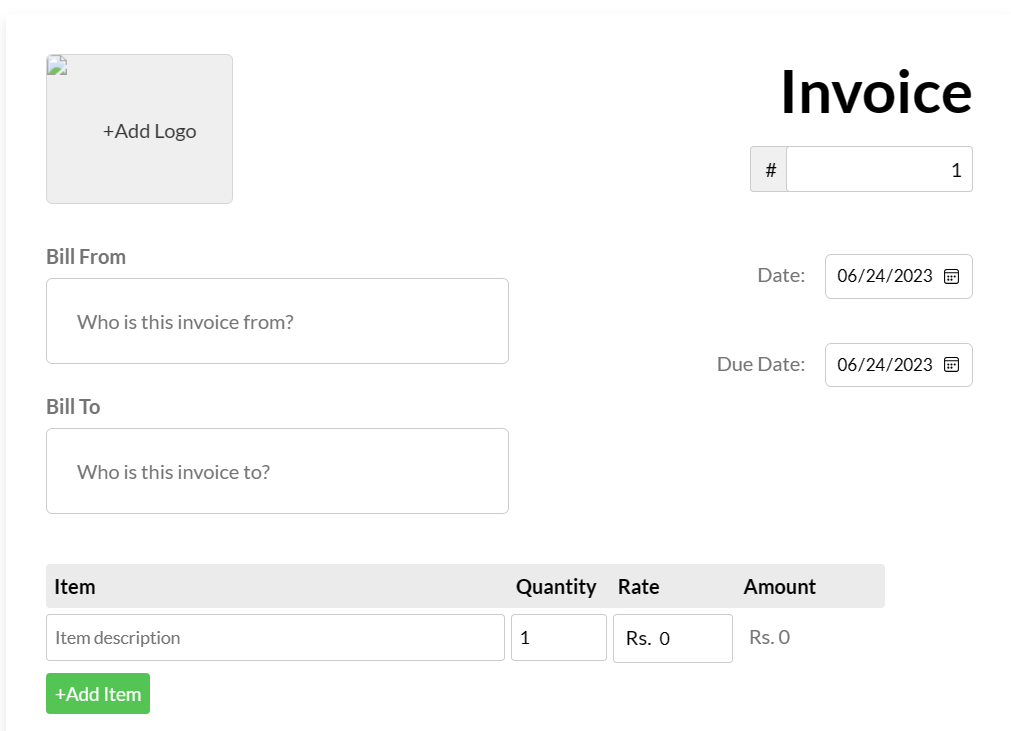 +Add Logo
Invoice
# 1
Bill From
Who is this invoice from?
Date: 06/24/2023
Due Date: 06/24/2023
Bill To
Who is this invoice to?
Item Quantity Rate Amount
Item description 1 Rs. 0 Rs. 0
+Add Item